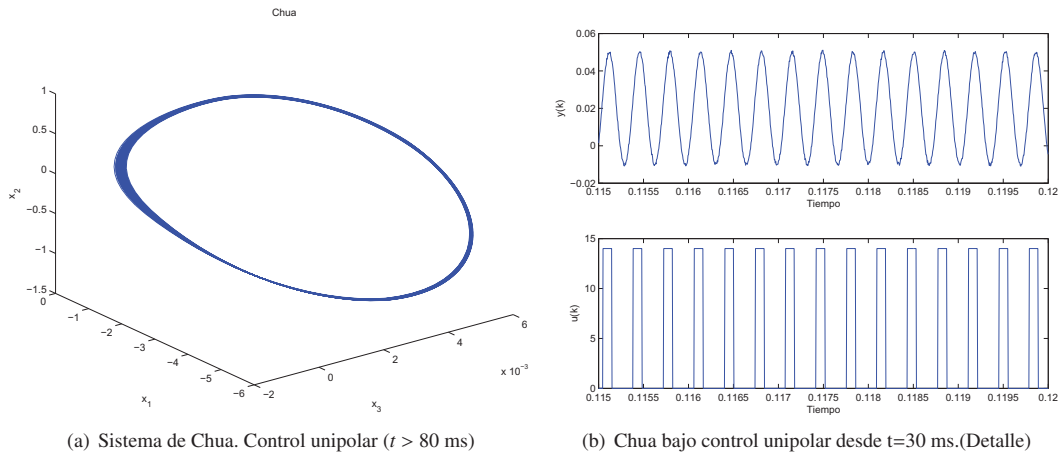 Chua
1
0.5
0
−0.5
−1
−1.5
x2
0
−1
−2
−3
−4
−5
−6
x1
−2
0
2
4
6
x 10−3
x3
(a) Sistema de Chua. Control unipolar (t > 80 ms)
0.06
0.04
0.02
0
−0.02
y(k)
0.115 0.1155 0.116 0.1165 0.117 0.1175 0.118 0.1185 0.119 0.1195 0.12
Tiempo
15
10
5
0
u(k)
0.115 0.1155 0.116 0.1165 0.117 0.1175 0.118 0.1185 0.119 0.1195 0.12
Tiempo
(b) Chua bajo control unipolar desde t=30 ms.(Detalle)